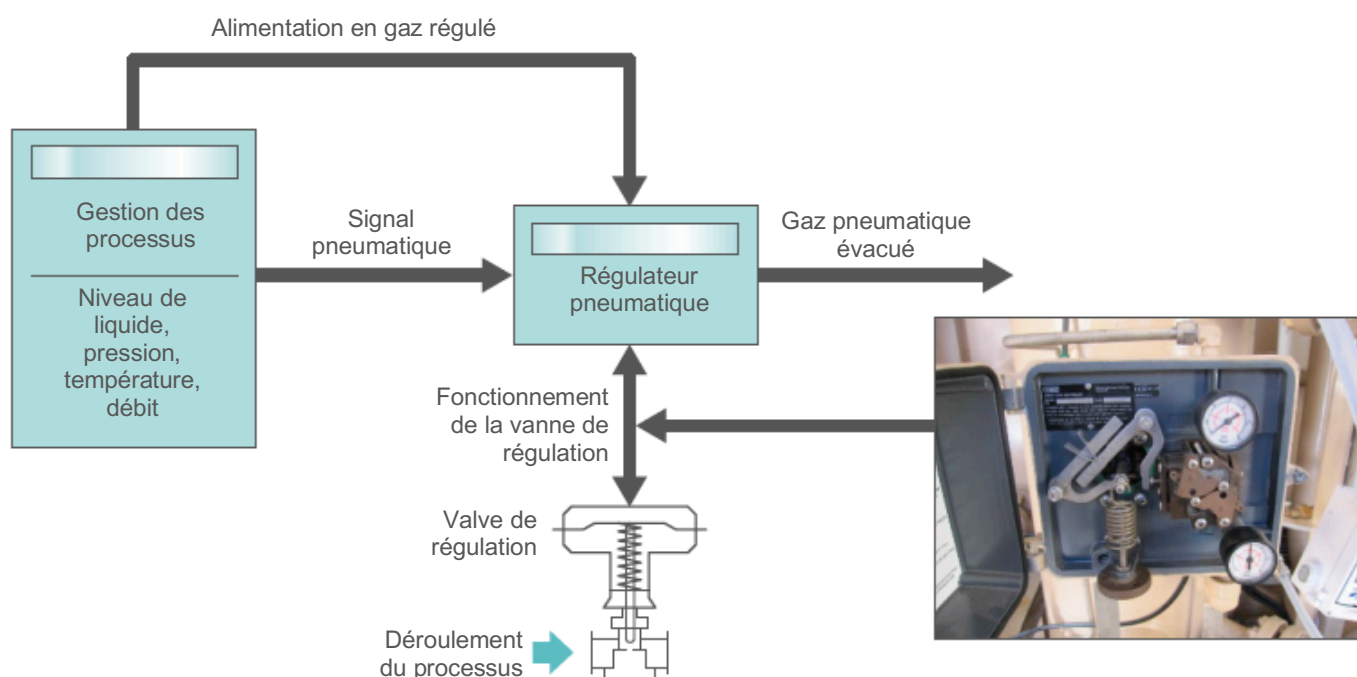 Alimentation en gaz régulé
Gestion des
processus
Niveau de
liquide,
pression,
température,
débit
Signal
pneumatique
Régulateur
pneumatique
Gaz pneumatique
évacué
Fonctionnement
de la vanne de
régulation
Valve de
régulation
Déroulement
du processus